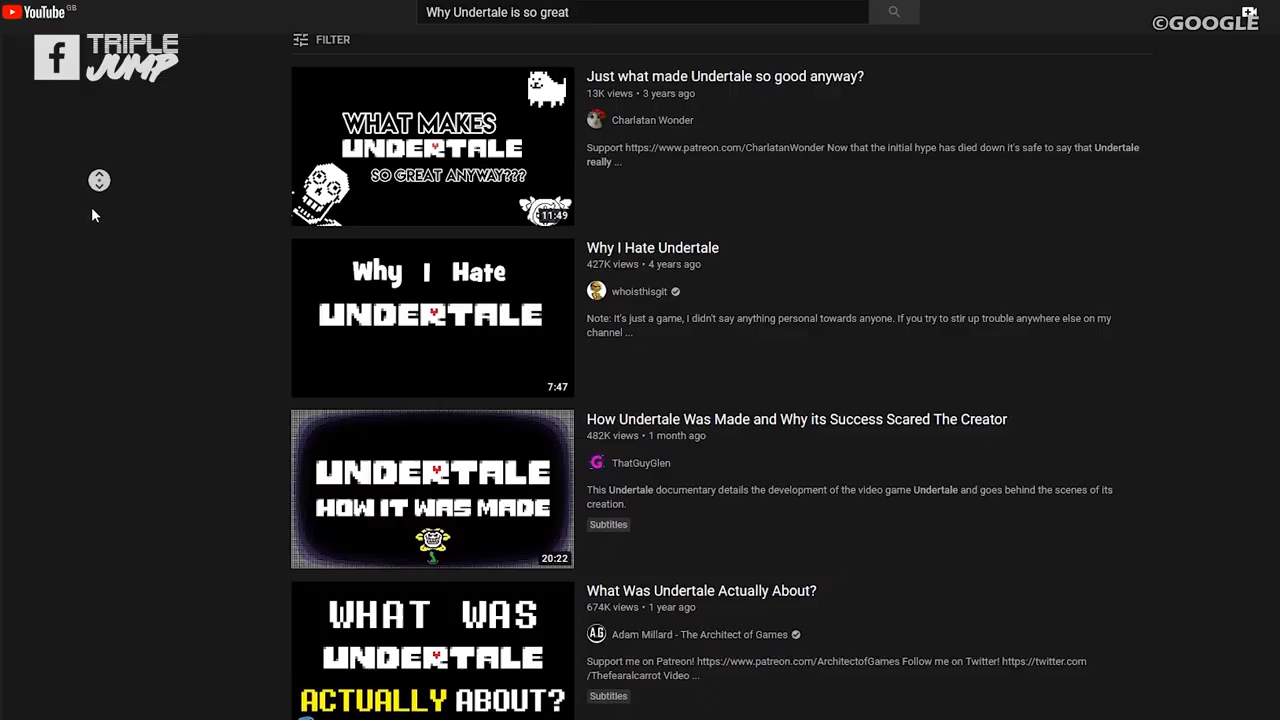 YouTube GB
Why Undertale is so great
©GOOGLE
TRIPLE
JUMP
FILTER
WHAT MAKES
UNDERTALE
SO GREAT ANYWAY???
11:49
Just what made Undertale so good anyway?
13K views • 3 years ago
Charlatan Wonder
Support https://www.patreon.com/CharlatanWonder Now that the initial hype has died down it's safe to say that Undertale
really ...
Why I Hate
UNDERTALE
7:47
Why I Hate Undertale
427K views • 4 years ago
whoisthisgit
Note: It's just a game, I didn't say anything personal towards anyone. If you try to stir up trouble anywhere else on my
channel ...
UNDERTALE
HOW IT WAS MADE
20:22
How Undertale Was Made and Why its Success Scared The Creator
482K views • 1 month ago
ThatGuyGlen
This Undertale documentary details the development of the video game Undertale and goes behind the scenes of its
creation.
Subtitles
WHAT WAS
UNDERTALE
ACTUALLY ABOUT?
What Was Undertale Actually About?
674K views • 1 year ago
A.G
Adam Millard - The Architect of Games
Support me on Patreon! https://www.patreon.com/ArchitectofGames Follow me on Twitter! https://twitter.com
/Thefearalcarrot Video ...
Subtitles